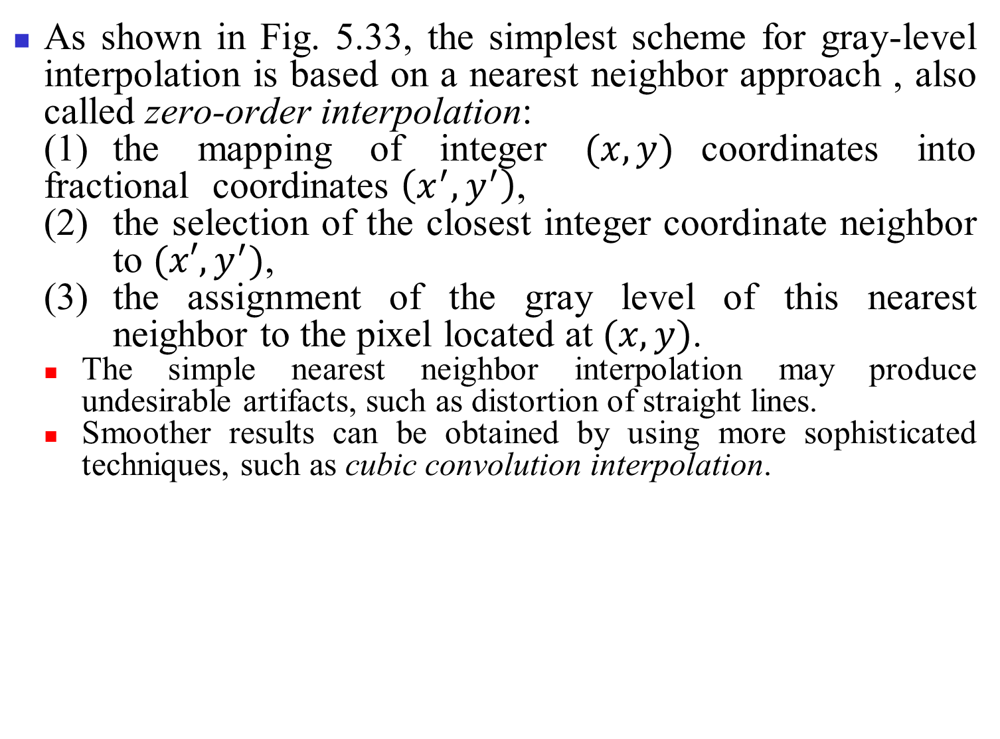 As shown in Fig. 5.33, the simplest scheme for gray-level
interpolation is based on a nearest neighbor approach , also
called zero-order interpolation:
(1) the mapping of integer (x, y) coordinates into
fractional coordinates (x′, y′),
(2) the selection of the closest integer coordinate neighbor
to (x′, y′),
(3) the assignment of the gray level of this nearest
neighbor to the pixel located at (x, y).
The simple nearest neighbor interpolation may produce
undesirable artifacts, such as distortion of straight lines.
Smoother results can be obtained by using more sophisticated
techniques, such as cubic convolution interpolation.